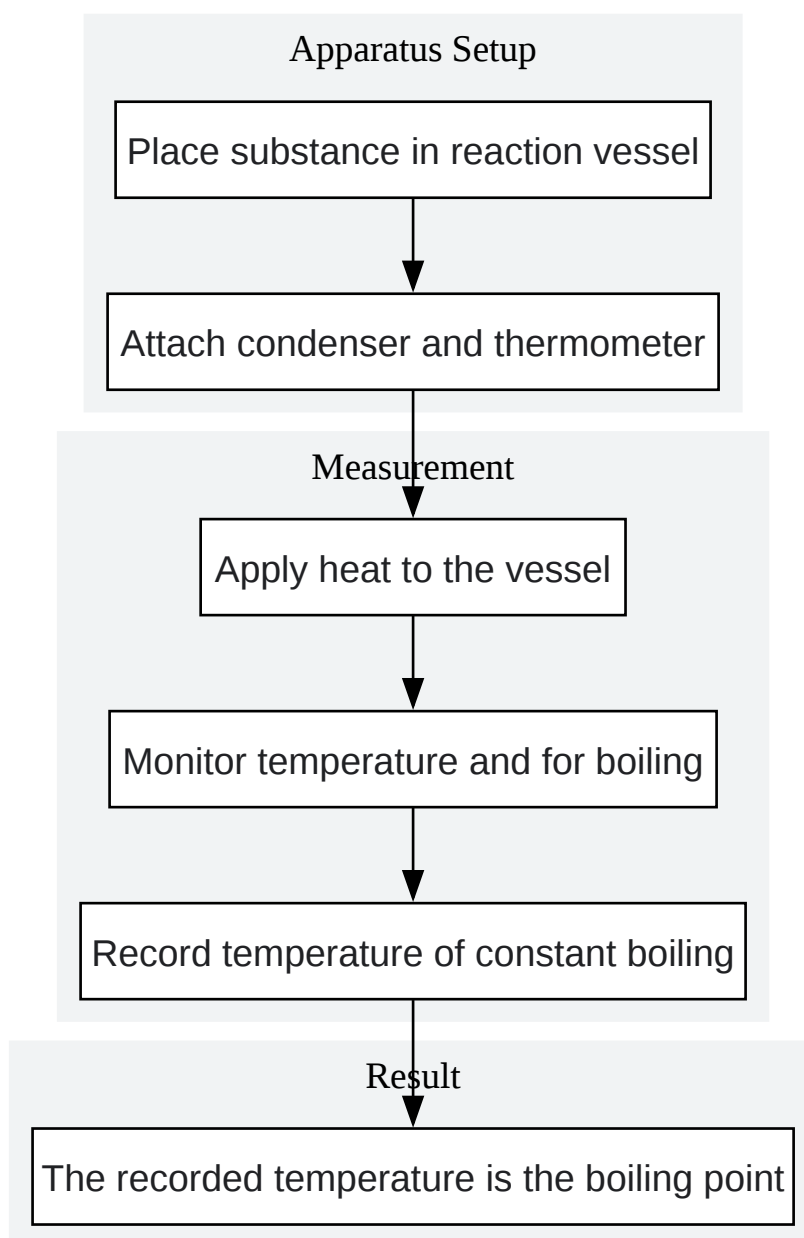 Apparatus Setup
Place substance in reaction vessel
Attach condenser and thermometer
Measurement
Apply heat to the vessel
Monitor temperature and for boiling
Record temperature of constant boiling
Result
The recorded temperature is the boiling point